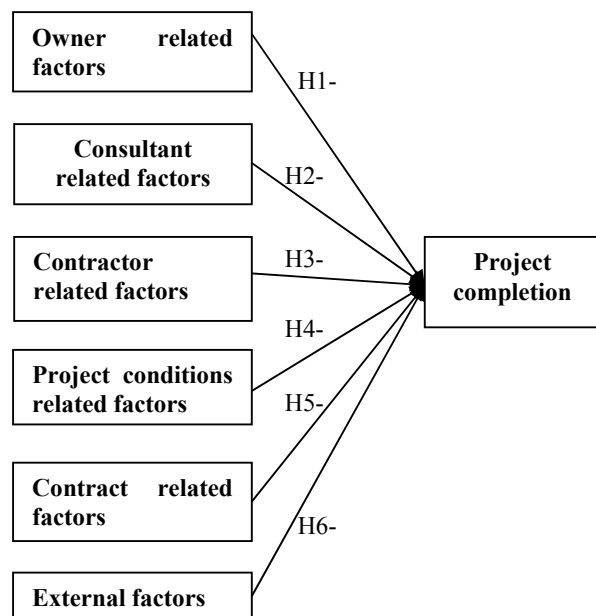 Owner related
factors
H1-
Consultant
related factors
H2-
Contractor
related factors
H3-
Project
completion
H4-
Project conditions
related factors
H5-
Contract related
factors
H6-
External factors